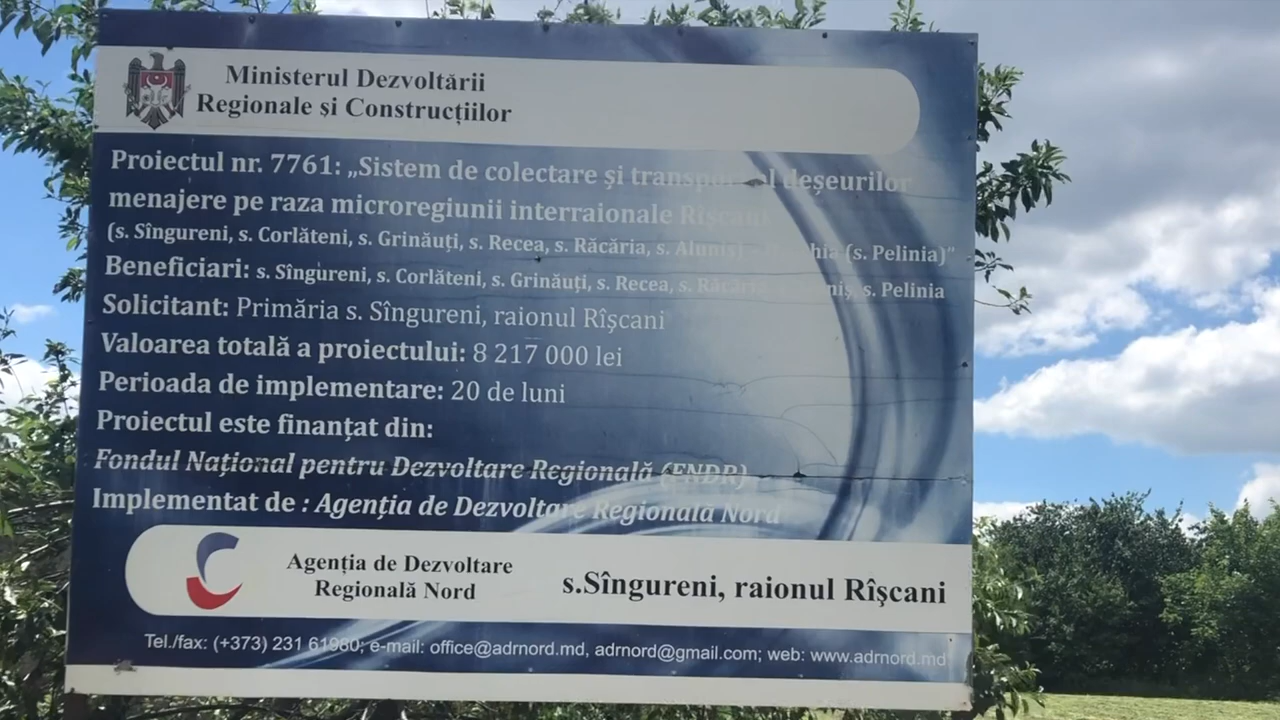 Ministerul Dezvoltării
Regionale și Construcțiilor
Proiectul nr. 7761: „Sistem de colectare și deșeurilor
menajere pe raza microregiunii interraionale
(s. Sîngureni, s. Corlăteni, s. Grinăuți, s. Recea, s. Răcăria, s. (s. Pelinia)”
Beneficiari: s. Sîngureni, s. Corlăteni, s. Grinăuți, s. Recea, s. s. Pelinia
Solicitant: Primăria s. Sîngureni, raionul Rîșcani
Valoarea totală a proiectului: 8 217 000 lei
Perioada de implementare: 20 de luni
Proiectul este finanțat din:
Fondul Național pentru Dezvoltare Regională (FNDR)
Implementat de : Agenția de Dezvoltare Regională Nord
Agenția de Dezvoltare
Regională Nord
s.Sîngureni, raionul Rîșcani
Tel./fax: (+373) 231 61980; e-mail: office@adrnord.md, adrnord@gmail.com; web: www.adrnord.md